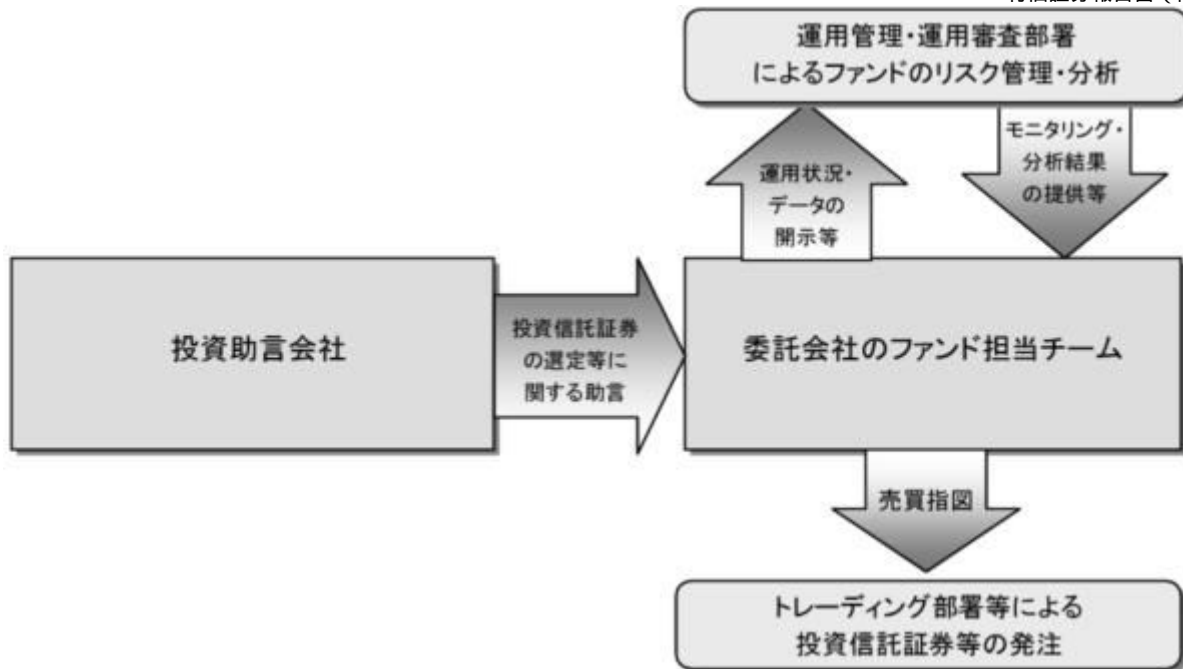 運用管理・運用審査部署
によるファンドのリスク管理・分析
運用状況・
データの
開示等
モニタリング・
分析結果
の提供等
投資助言会社
投資信託証券
の選定等に
関する助言
委託会社のファンド担当チーム
売買指図
トレーディング部署等による
投資信託証券等の発注